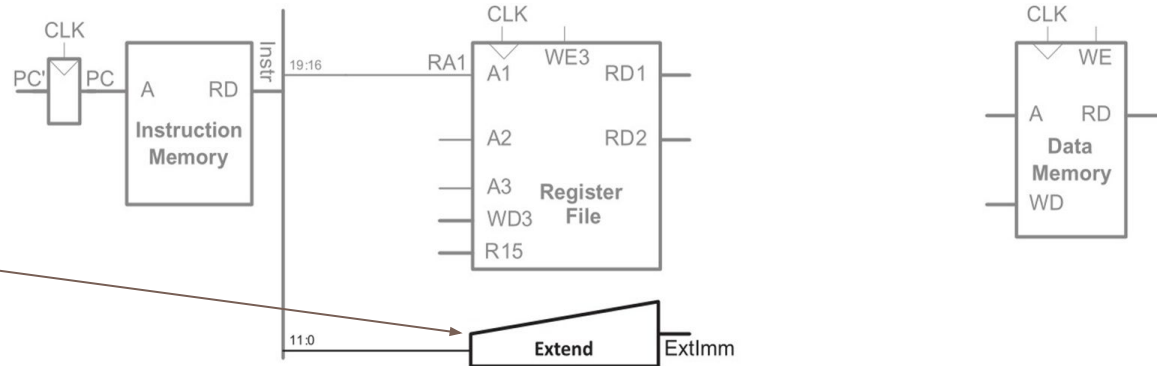 CLK
PC'
PC
A
RD
Instruction
Memory
Instr
19:16
RA1
CLK
WE3
A1
RD1
A2
RD2
A3
Register
File
WD3
R15
11:0
Extend
ExtImm
CLK
WE
A
RD
Data
Memory
WD